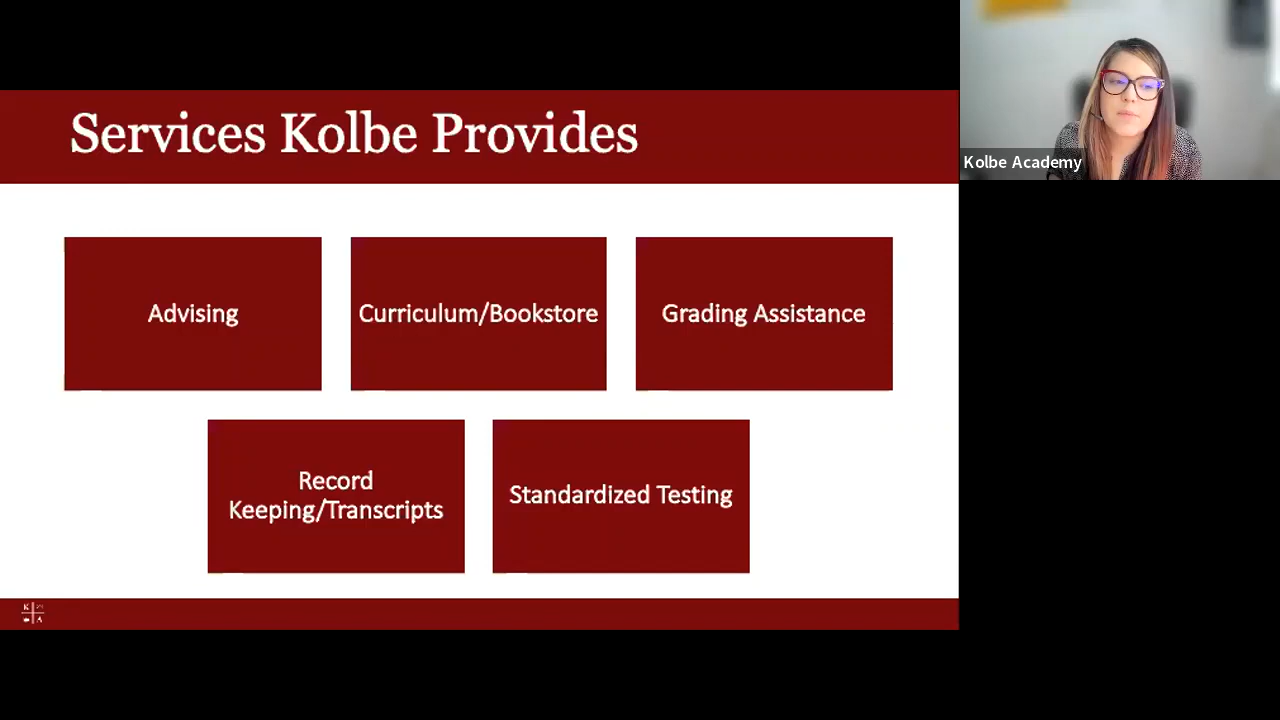 Services Kolbe Provides
Kolbe Academy
Advising
Curriculum/Bookstore
Grading Assistance
Record
Keeping/Transcripts
Standardized Testing
K
A